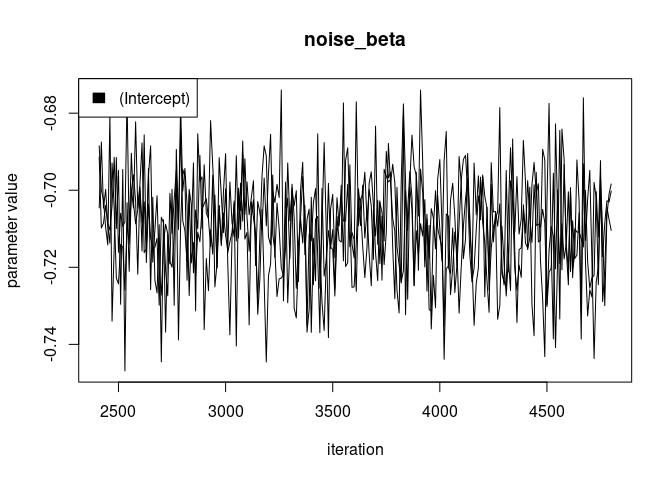 noise_beta
(Intercept)
parameter value
-0.68
-0.70
-0.72
-0.74
2500 3000 3500 4000 4500
iteration